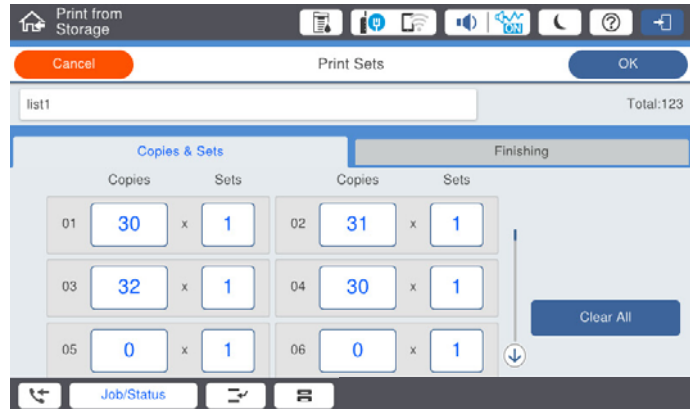 Print from
Storage
ON
Cancel
Print Sets
OK
list1
Total:123
Copies & Sets
Finishing
Copies Sets Copies Sets
01 30 x 1 02 31 x 1
03 32 x 1 04 30 x 1
Clear All
05 0 x 1 06 0 x 1
Job/Status